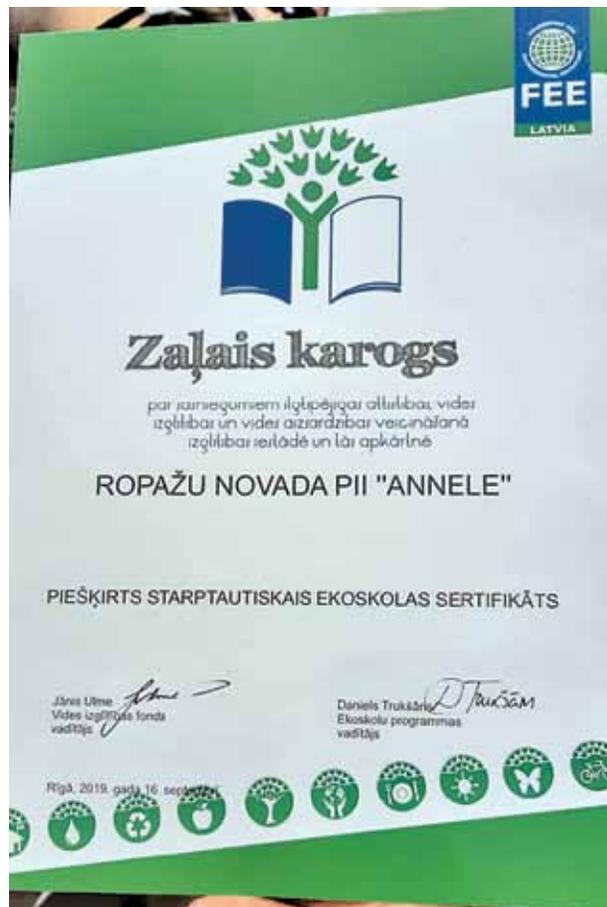 FEE
LATVIA
Zaļais karogs
par sasniegumiem ilgtspējīgas attīstības, vides
izglītības un vides aizsardzības veicināšanā
izglītības iestādē un tās apkārtnē
ROPAŽU NOVADA PII "ANNELE"
PIEŠĶIRTS STARPTAUTISKAIS EKOSKOLAS SERTIFIKĀTS
Jānis Ulme
Vides izglītības fonda
vadītājs
Daniels Trukšāns
Ekoskolu programmas
vadītājs
Rīgā, 2019. gada 16. septembrī